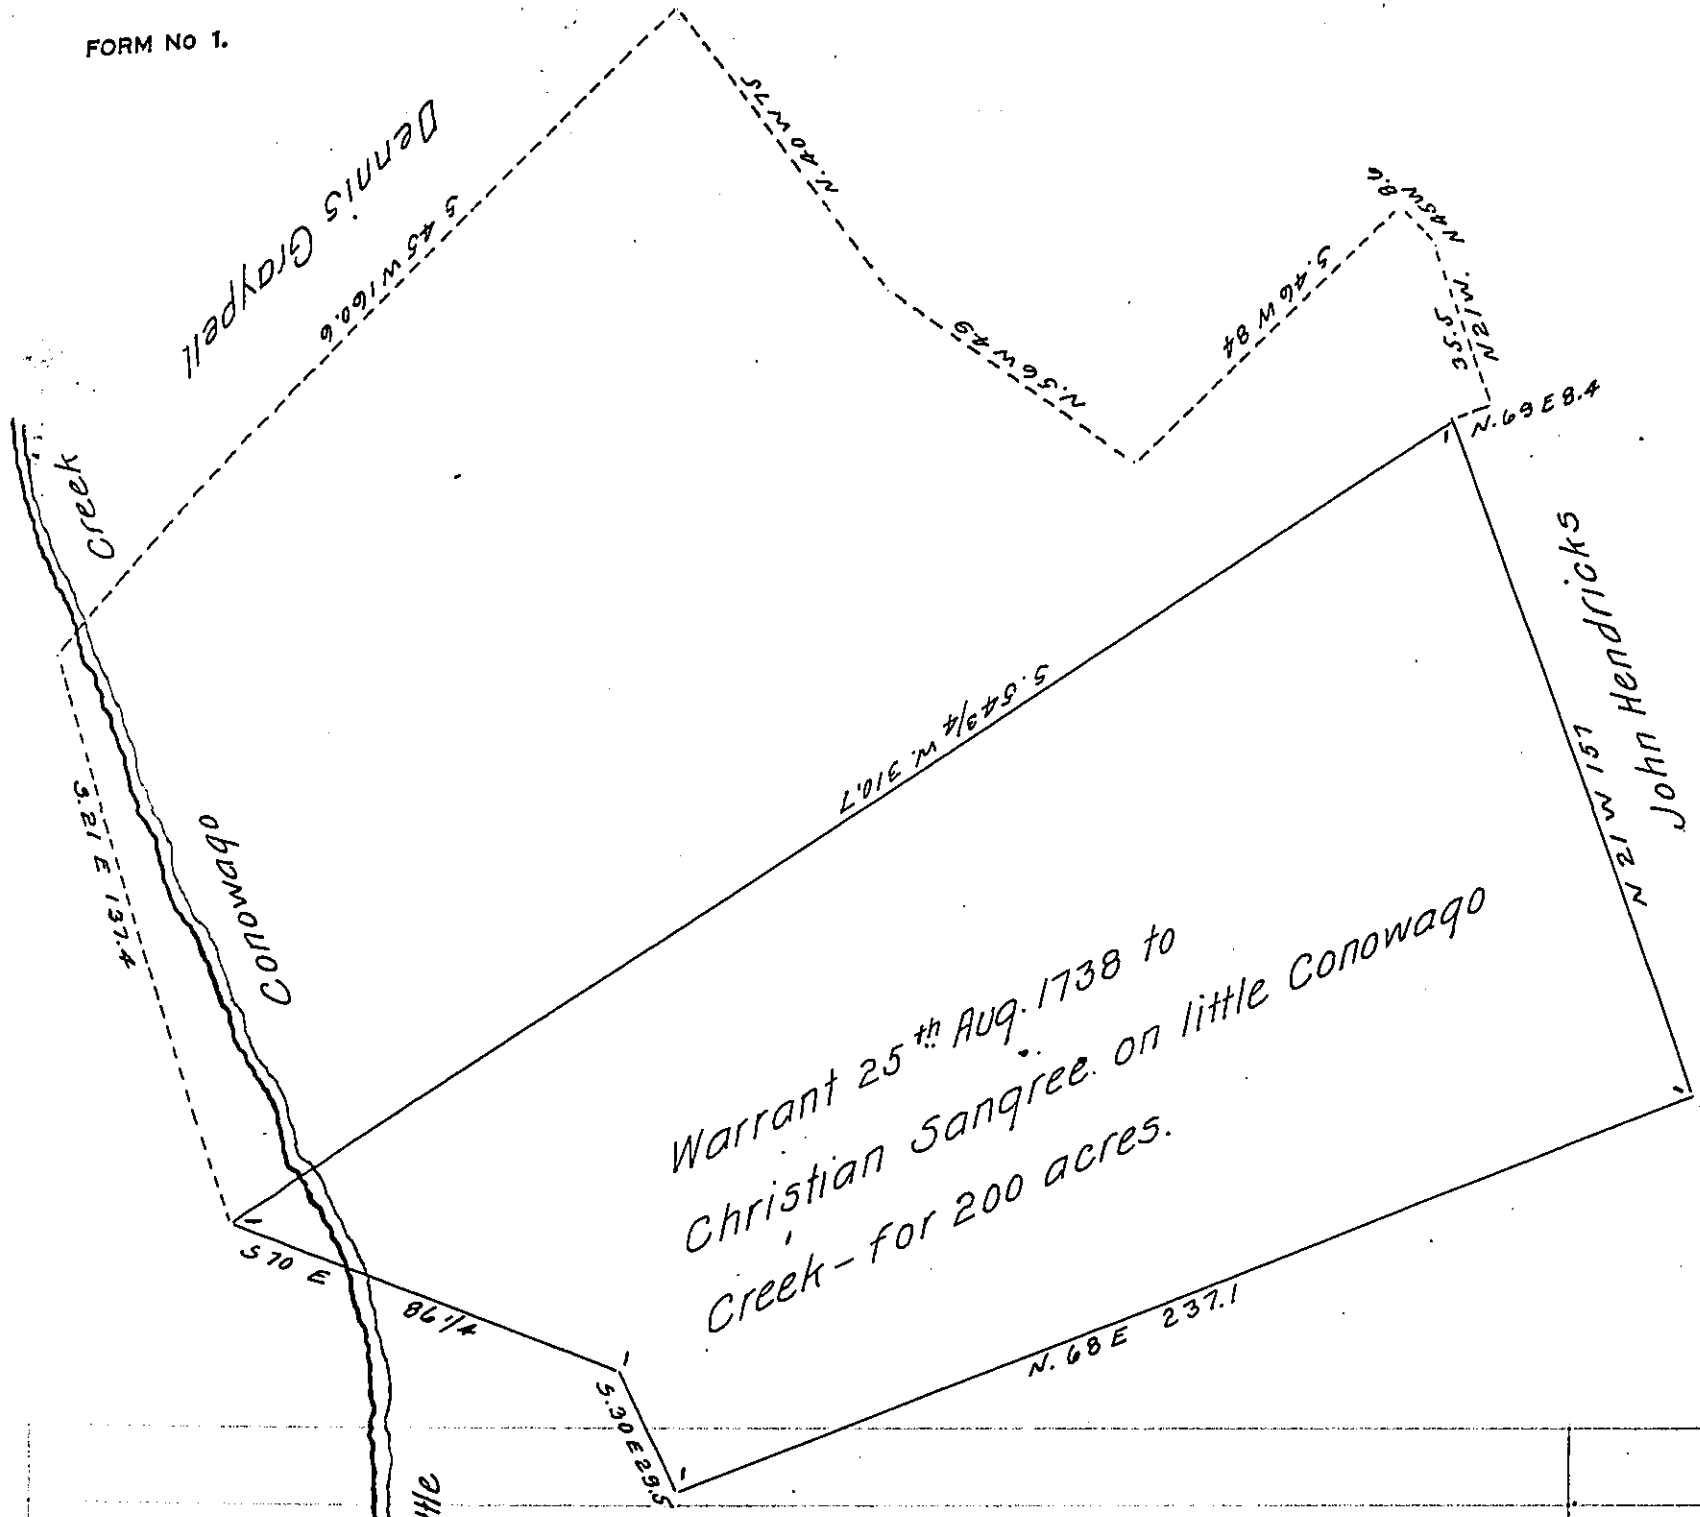 FORM No 1.
Dennis Graypell
S 45 W 160.6
N. 40 W 75
N. 56 W 49
S. 46 W 84
N 45 W 8.6
N 21 W.
35.5
N. 69 E 8.4
Creek
Conowago
S. 21 E 137.4
S. 54 3/4 W. 310.7
John Hendricks
N 21 W 157
Warrant 25th Aug. 1738 to
Christian Sangree on little Conowago
Creek – for 200 acres.
S 70 E 86 1/4
N. 68 E 237.1
S. 30 E 29.5
ttle